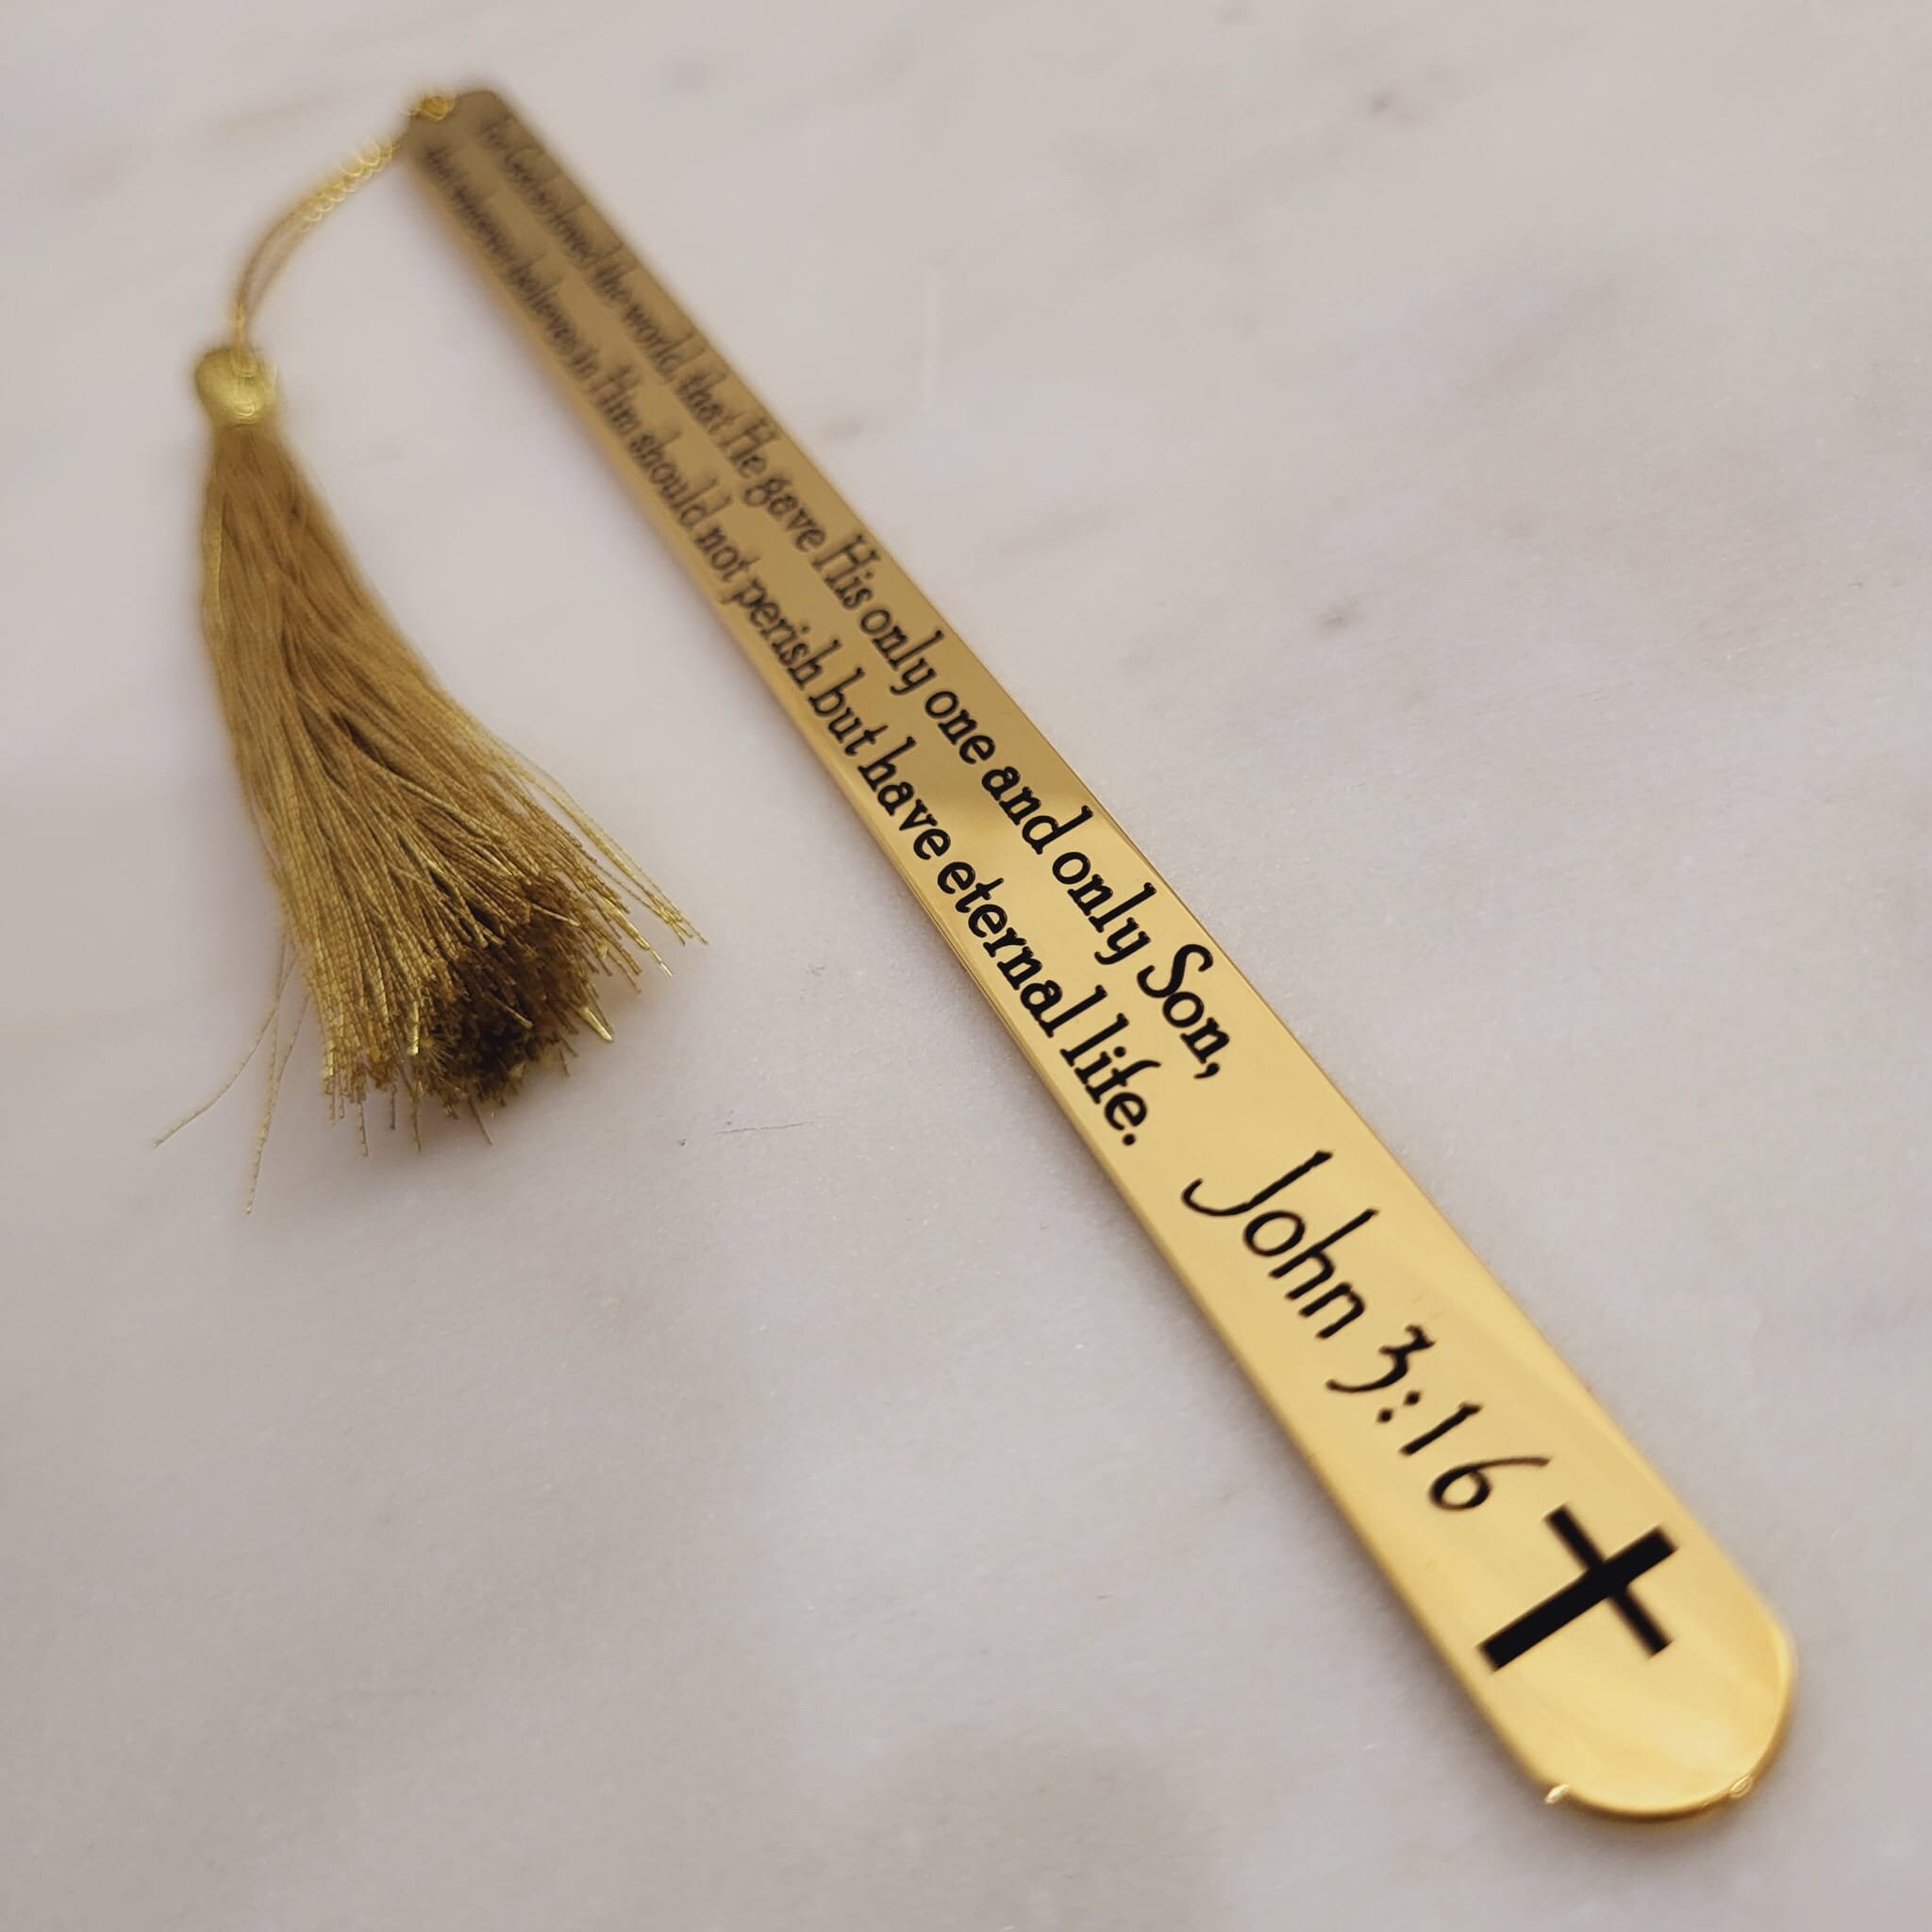 For God so loved the world, that He gave His only one and only Son,
that whoever believes in Him should not perish but have eternal life.
John 3:16